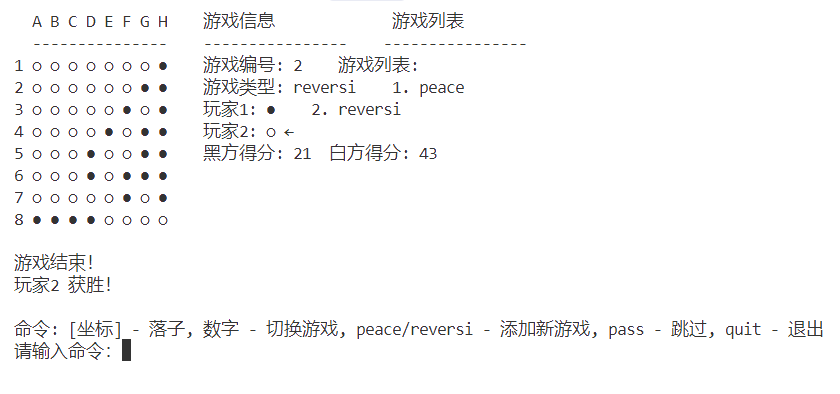 A B C D E F G H    游戏信息             游戏列表
  ---------------    ----------------    ----------------
1 ○ ○ ○ ○ ○ ○ ○ ●    游戏编号: 2    游戏列表:
2 ○ ○ ○ ○ ○ ○ ● ●    游戏类型: reversi    1. peace
3 ○ ○ ○ ○ ○ ● ○ ●    玩家1: ●    2. reversi
4 ○ ○ ○ ○ ● ○ ● ●    玩家2: ○ ←
5 ○ ○ ○ ● ○ ○ ● ●    黑方得分: 21  白方得分: 43
6 ○ ○ ○ ● ○ ● ● ●
7 ○ ○ ○ ○ ○ ● ○ ●
8 ● ● ● ● ○ ○ ○ ○
游戏结束!
玩家2 获胜!
命令: [坐标] - 落子, 数字 - 切换游戏, peace/reversi - 添加新游戏, pass - 跳过, quit - 退出
请输入命令: